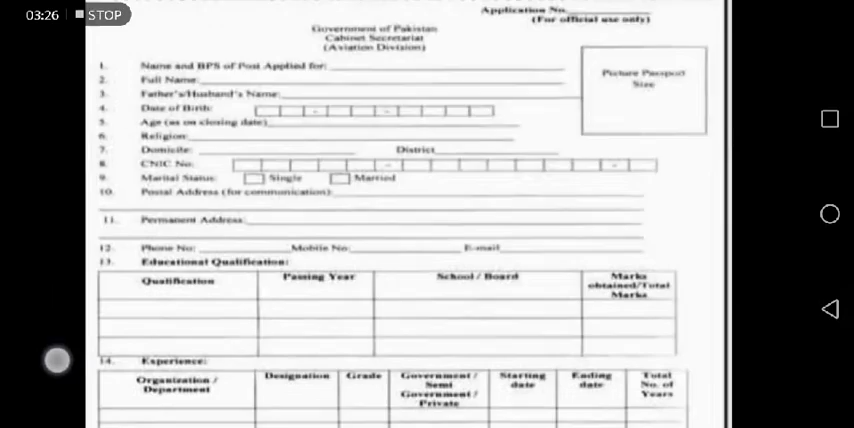 03:26 STOP
Application No.
(For official use only)
Government of Pakistan
Cabinet Secretariat
(Aviation Division)
Picture Passport
Size
1. Name and BPS of Post Applied for:
2. Full Name:
3. Father's/Husband's Name:
4. Date of Birth: - -
5. Age (as on closing date)
6. Religion:
7. Domicile: District
8. CNIC No: - -
9. Marital Status: Single Married
10. Postal Address (for communication):
11. Permanent Address:
12. Phone No: Mobile No: E-mail
13. Educational Qualification:
Qualification Passing Year School / Board Marks
obtained/Total
Marks
14. Experience:
Organization /
Department Designation Grade Government /
Semi
Government /
Private Starting
date Ending
date Total
No. of
Years